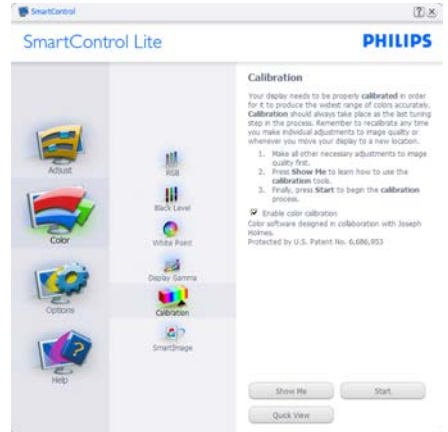 SmartControl
SmartControl Lite
PHILIPS
Adjust
Color
Options
Help
RGB
Black Level
White Point
Display Gamma
Calibration
SmartImage
Calibration
Your display needs to be properly calibrated in order
for it to produce the widest range of colors accurately.
Calibration should always take place as the last tuning
step in the process. Remember to recalibrate any time
you make individual adjustments to image quality or
whenever you move your display to a new location.
1. Make all other necessary adjustments to image
quality first.
2. Press Show Me to learn how to use the
calibration tools.
3. Finally, press Start to begin the calibration
process.
Enable color calibration
Color software designed in collaboration with Joseph
Holmes.
Protected by U.S. Patent No. 6,686,953
Show Me
Start
Quick View